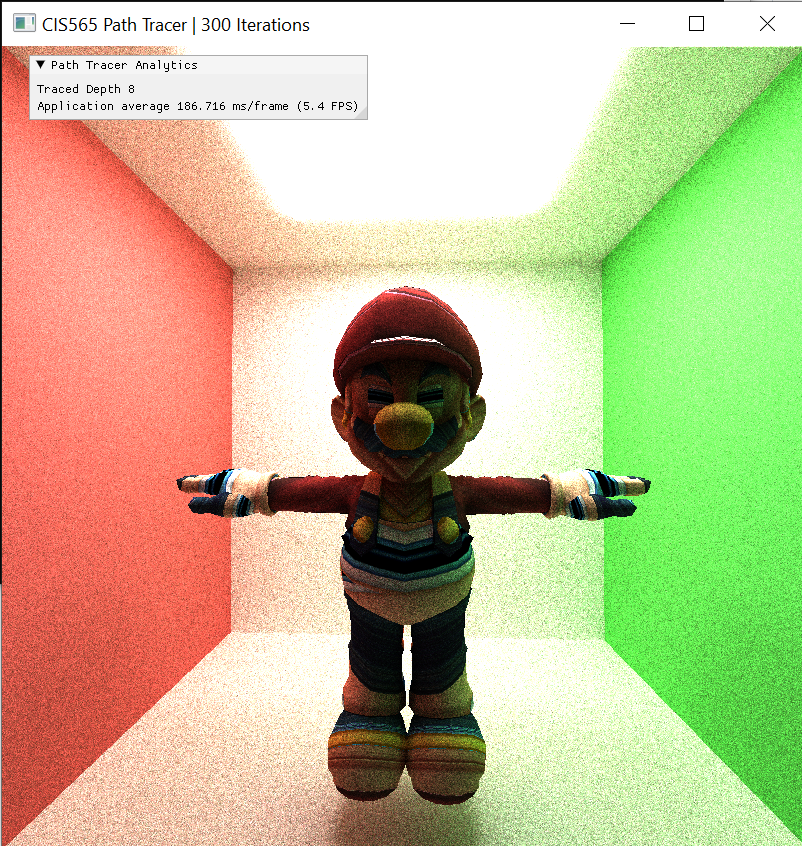 CIS565 Path Tracer | 300 Iterations
Path Tracer Analytics
Traced Depth 8
Application average 186.716 ms/frame (5.4 FPS)